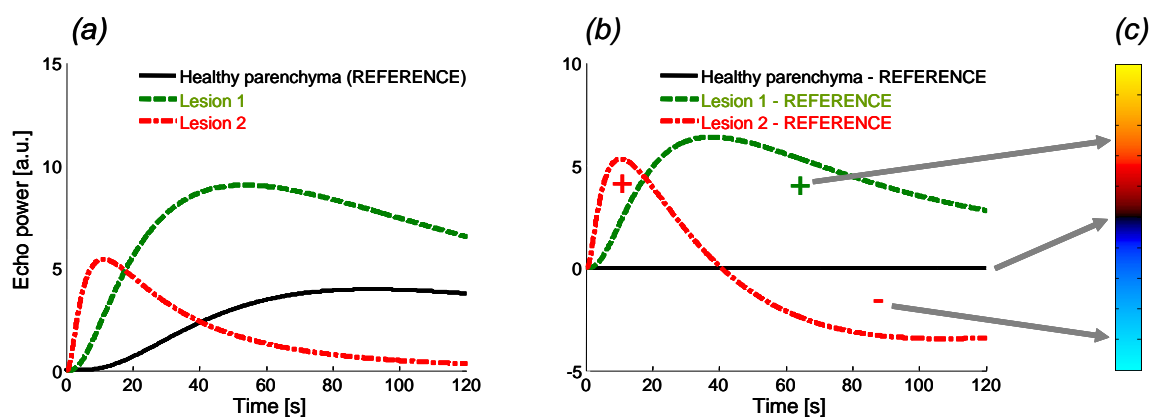 (a)
15
10
5
0
Echo power [a.u.]
Healthy parenchyma (REFERENCE)
Lesion 1
Lesion 2
0 20 40 60 80 100 120
Time [s]
(b)
10
5
0
-5
Healthy parenchyma - REFERENCE
Lesion 1 - REFERENCE
Lesion 2 - REFERENCE
+
+
-
0 20 40 60 80 100 120
Time [s]
(c)